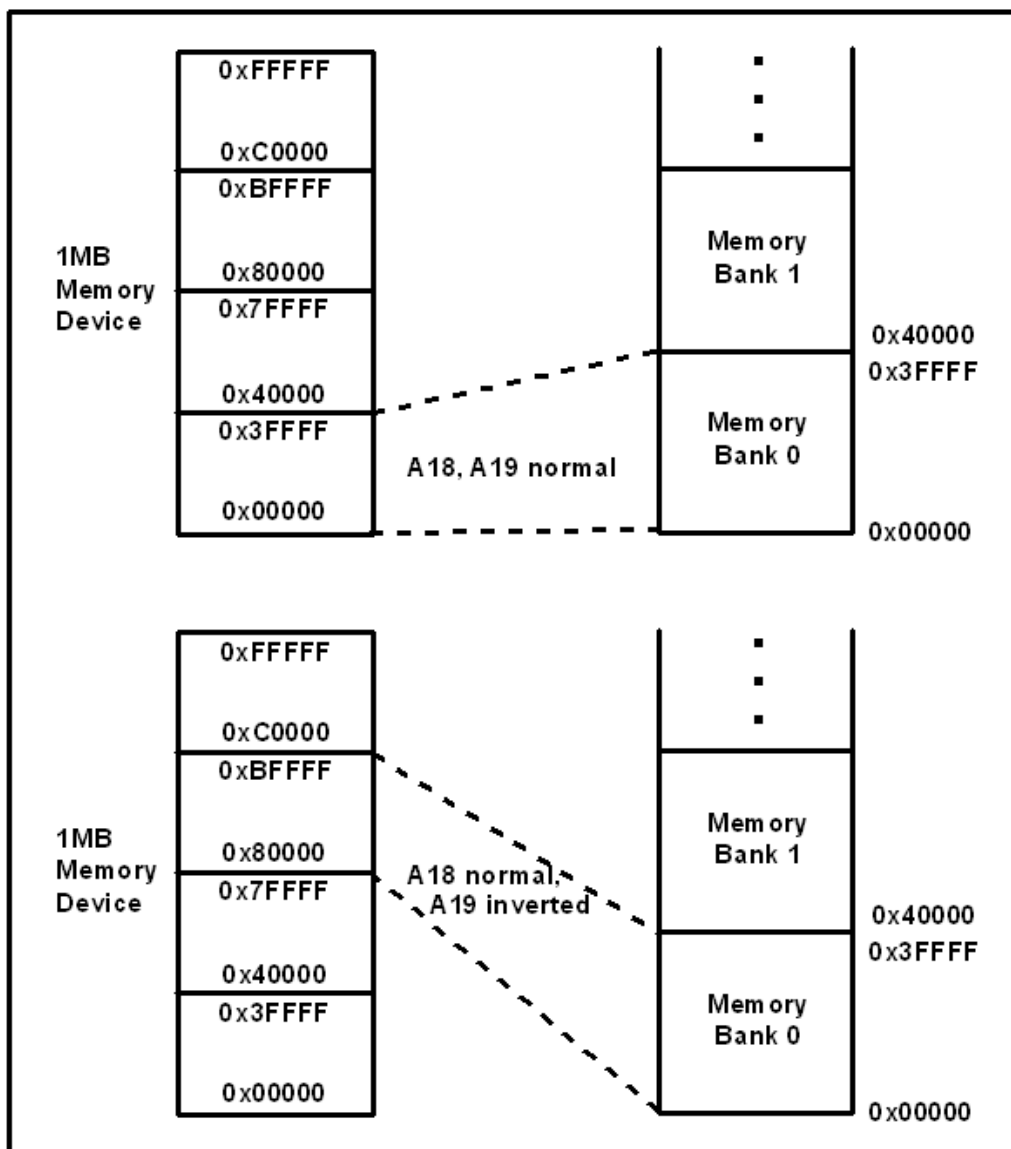 0xFFFFF
0xC0000
0xBFFFF
0x80000
0x7FFFF
0x40000
0x3FFFF
0x00000
1MB
Memory
Device
A18, A19 normal
Memory
Bank 1
Memory
Bank 0
0x40000
0x3FFFF
0x00000
0xFFFFF
0xC0000
0xBFFFF
0x80000
0x7FFFF
0x40000
0x3FFFF
0x00000
1MB
Memory
Device
A18 normal,
A19 inverted
Memory
Bank 1
Memory
Bank 0
0x40000
0x3FFFF
0x00000